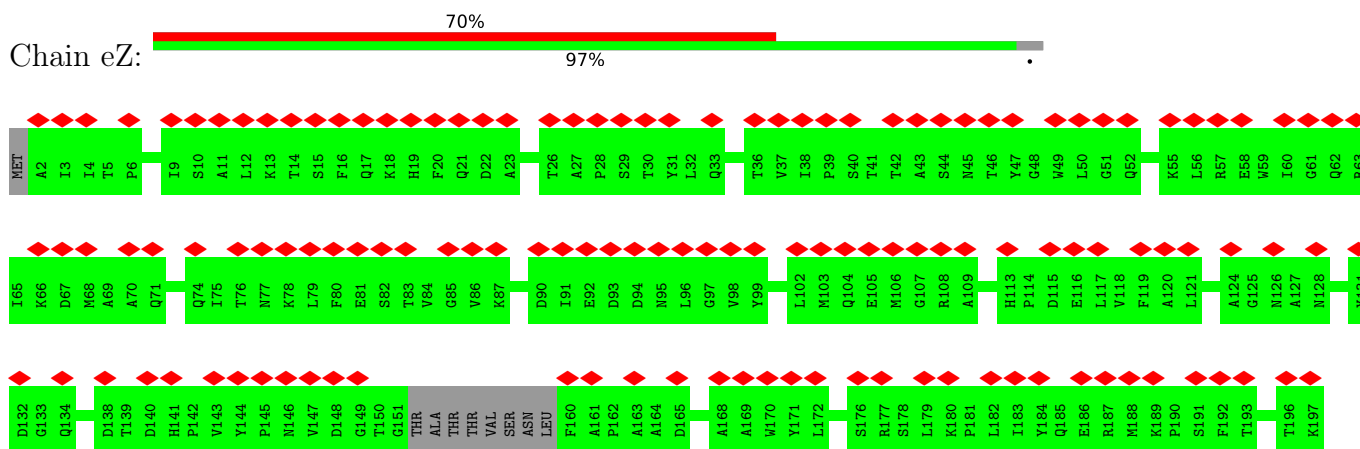 70%
Chain eZ:
97%
.
MET A2 I3 I4 T5 P6 I9 S10 A11 L12 K13 T14 S15 F16 Q17 K18 H19 F20 Q21 D22 A23 T26 A27 P28 S29 T30 Y31 L32 Q33 T36 V37 I38 P39 S40 T41 T42 A43 S44 N45 T46 Y47 G48 W49 L50 G51 Q52 K55 L56 R57 E58 W59 I60 G61 Q62 R63
I65 K66 D67 M68 A69 A70 Q71 Q74 I75 T76 N77 K78 L79 F80 E81 S82 T83 V84 G85 V86 K87 D90 I91 E92 D93 D94 N95 L96 G97 V98 Y99 L102 M103 Q104 E105 M106 G107 R108 A109 H113 P114 D115 E116 L117 V118 F119 A120 L121 A124 G125 N126 A127 N128
D132 G133 Q134 D138 T139 D140 H141 P142 V143 Y144 P145 N146 V147 D148 G149 T150 G151 THR ALA THR THR VAL SER ASN LEU F160 A161 P162 A163 A164 D165 A168 A169 W170 Y171 L172 S176 R177 S178 L179 K180 P181 L182 I183 Y184 Q185 E186 R187 M188 K189 P190 S191 F192 T193 T196 K197